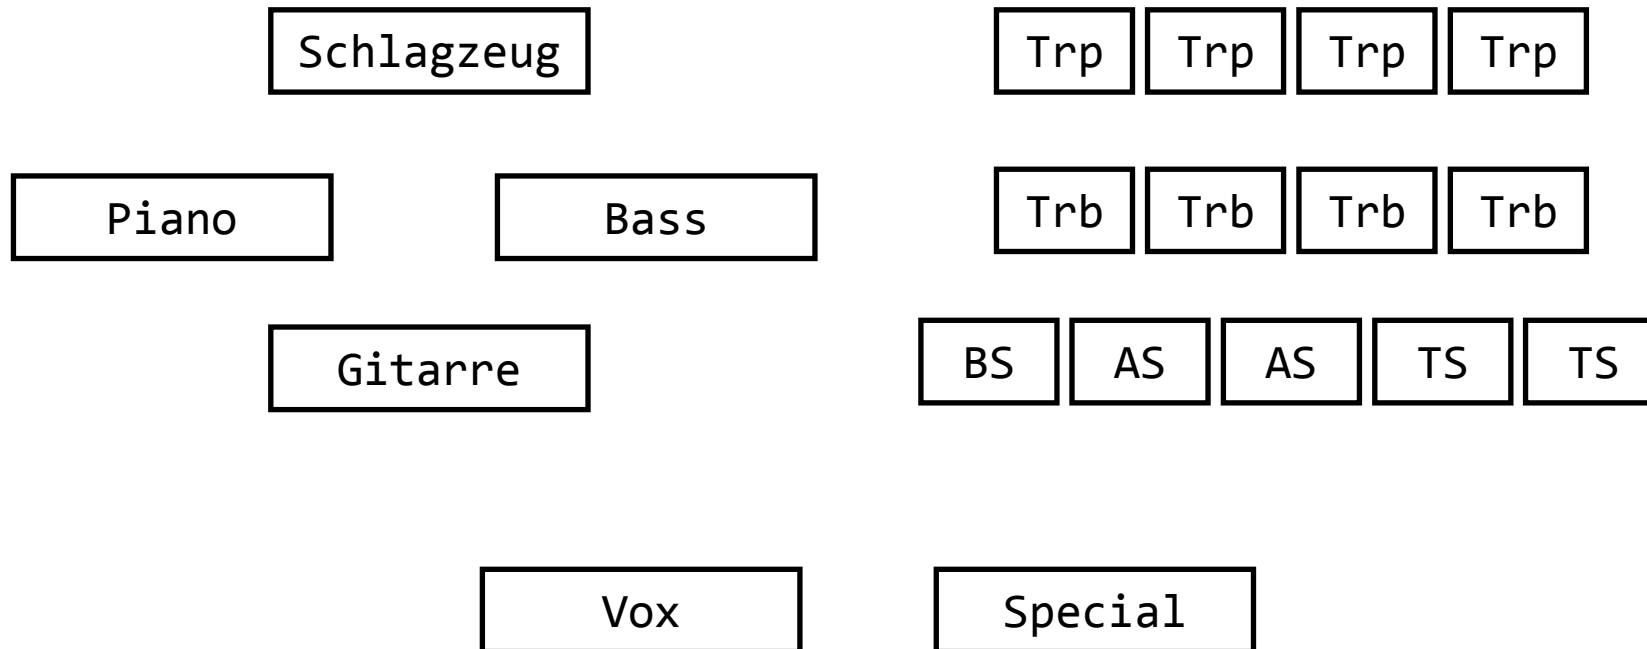 Schlagzeug Trp Trp Trp Trp
Piano Bass Trb Trb Trb Trb
Gitarre BS AS AS TS TS
Vox Special